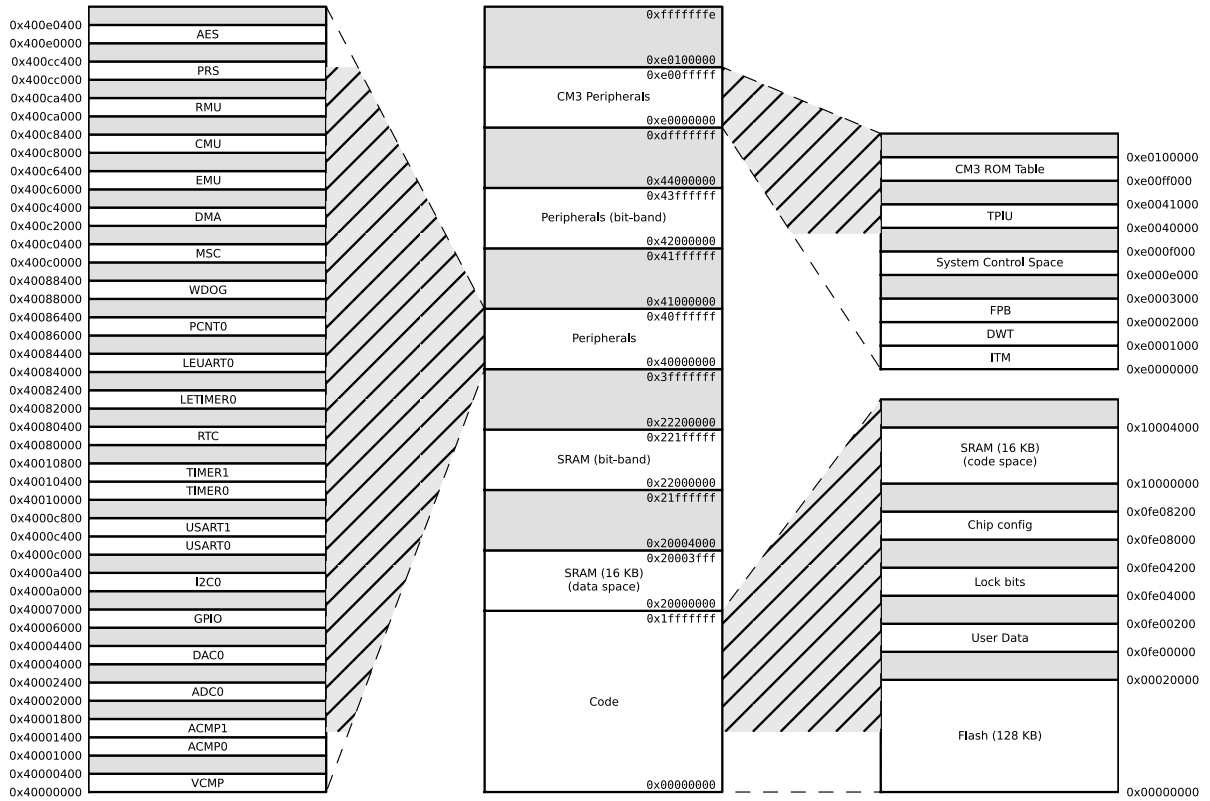 0x400e0400
AES
0x400e0000
0x400cc400
PRS
0x400cc000
0x400ca400
RMU
0x400ca000
0x400c8400
CMU
0x400c8000
0x400c6400
EMU
0x400c6000
0x400c4000
DMA
0x400c2000
0x400c0400
MSC
0x400c0000
0x40088400
WDOG
0x40088000
0x40086400
PCNT0
0x40086000
0x40084400
LEUART0
0x40084000
0x40082400
LETIMER0
0x40082000
0x40080400
RTC
0x40080000
0x40010800
TIMER1
0x40010400
TIMER0
0x40010000
0x4000c800
USART1
0x4000c400
USART0
0x4000c000
0x4000a400
I2C0
0x4000a000
0x40007000
GPIO
0x40006000
0x40004400
DAC0
0x40004000
0x40002400
ADC0
0x40002000
0x40001800
ACMP1
0x40001400
ACMP0
0x40001000
0x40000400
VCMP
0x40000000
0xfffffffe
0xe0100000
0xe00fffff
CM3 Peripherals
0xe0000000
0xdfffffff
0x44000000
0x43ffffff
Peripherals (bit-band)
0x42000000
0x41ffffff
0x41000000
0x40ffffff
Peripherals
0x40000000
0x3fffffff
0x22200000
0x221fffff
SRAM (bit-band)
0x22000000
0x21ffffff
0x20004000
0x20003fff
SRAM (16 KB)
(data space)
0x20000000
0x1fffffff
Code
0x00000000
0xe0100000
CM3 ROM Table
0xe00ff000
0xe0041000
TPIU
0xe0040000
0xe000f000
System Control Space
0xe000e000
0xe0003000
FPB
0xe0002000
DWT
0xe0001000
ITM
0xe0000000
0x10004000
SRAM (16 KB)
(code space)
0x10000000
0x0fe08200
Chip config
0x0fe08000
0x0fe04200
Lock bits
0x0fe04000
0x0fe00200
User Data
0x0fe00000
0x00020000
Flash (128 KB)
0x00000000